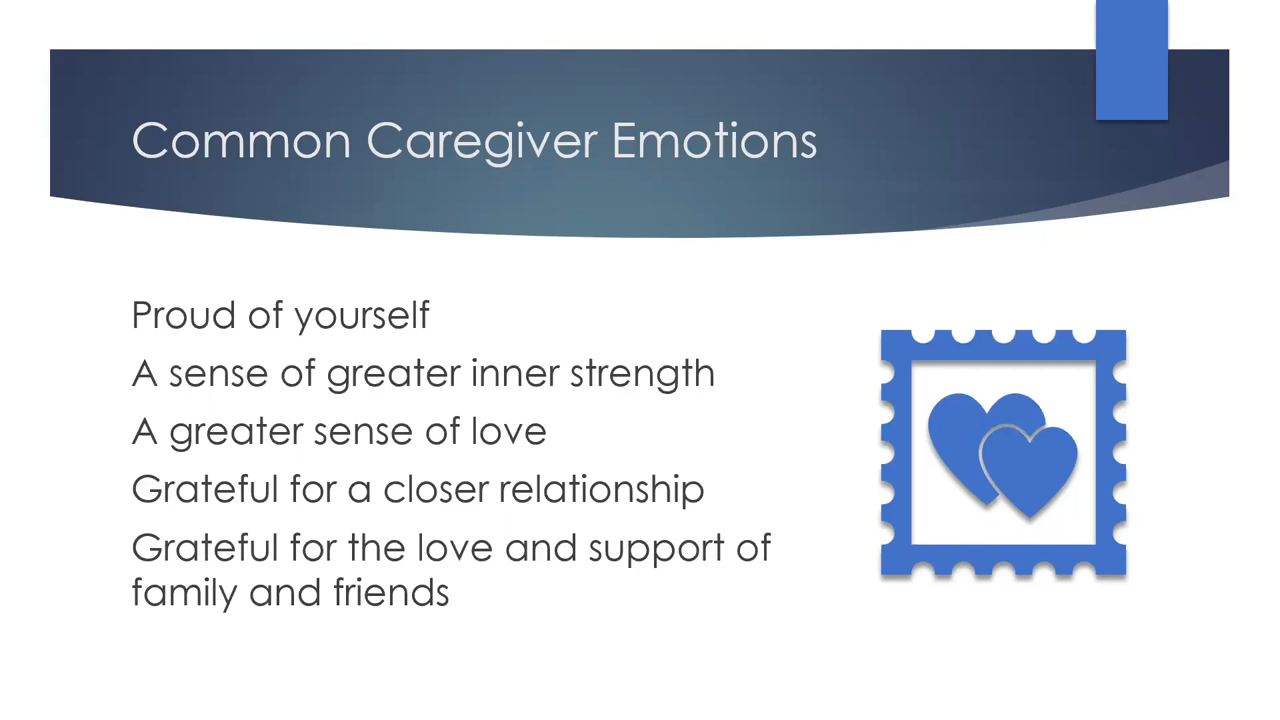 Common Caregiver Emotions
Proud of yourself
A sense of greater inner strength
A greater sense of love
Grateful for a closer relationship
Grateful for the love and support of
family and friends